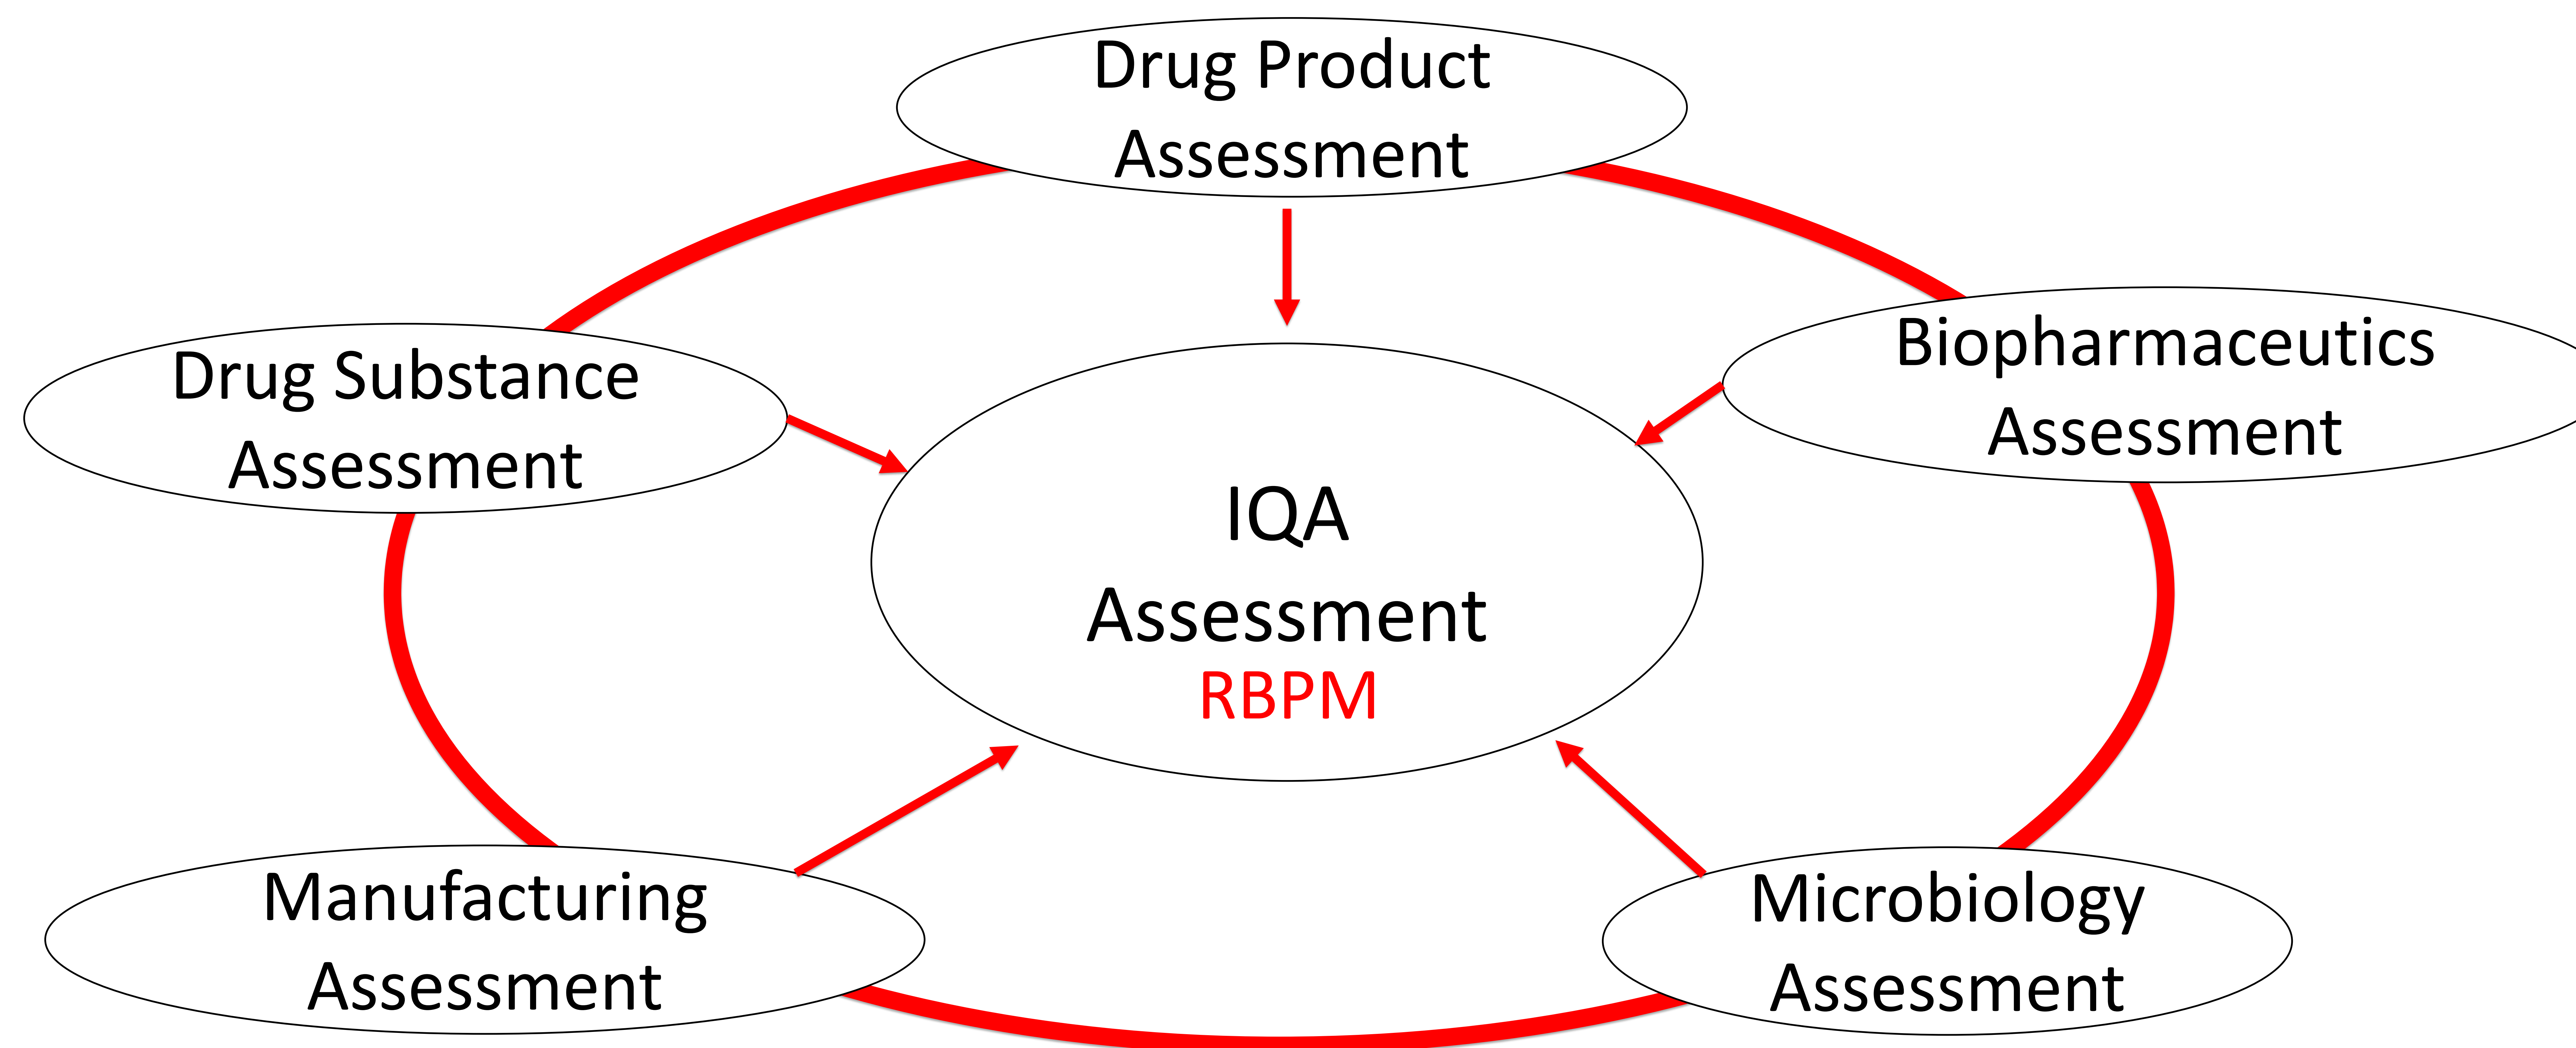 Drug Product
Assessment
Drug Substance
Assessment
Biopharmaceutics
Assessment
IQA
Assessment
RBPM
Manufacturing
Assessment
Microbiology
Assessment